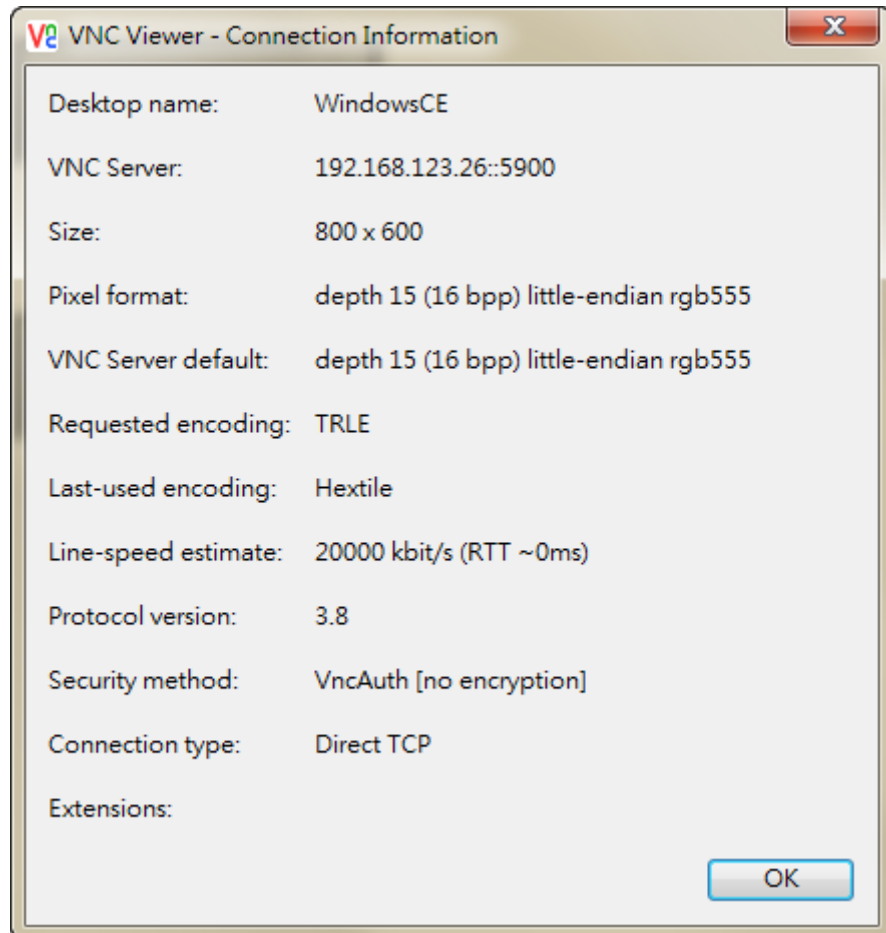 VNC Viewer - Connection Information
Desktop name: WindowsCE
VNC Server: 192.168.123.26::5900
Size: 800 x 600
Pixel format: depth 15 (16 bpp) little-endian rgb555
VNC Server default: depth 15 (16 bpp) little-endian rgb555
Requested encoding: TRLE
Last-used encoding: Hextile
Line-speed estimate: 20000 kbit/s (RTT ~0ms)
Protocol version: 3.8
Security method: VncAuth [no encryption]
Connection type: Direct TCP
Extensions:
OK